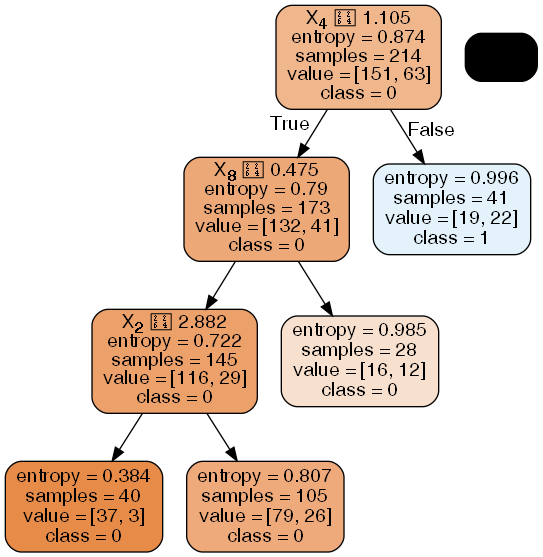 X4 ≤ 1.105
entropy = 0.874
samples = 214
value = [151, 63]
class = 0
True
False
X8 ≤ 0.475
entropy = 0.79
samples = 173
value = [132, 41]
class = 0
entropy = 0.996
samples = 41
value = [19, 22]
class = 1
X2 ≤ 2.882
entropy = 0.722
samples = 145
value = [116, 29]
class = 0
entropy = 0.985
samples = 28
value = [16, 12]
class = 0
entropy = 0.384
samples = 40
value = [37, 3]
class = 0
entropy = 0.807
samples = 105
value = [79, 26]
class = 0